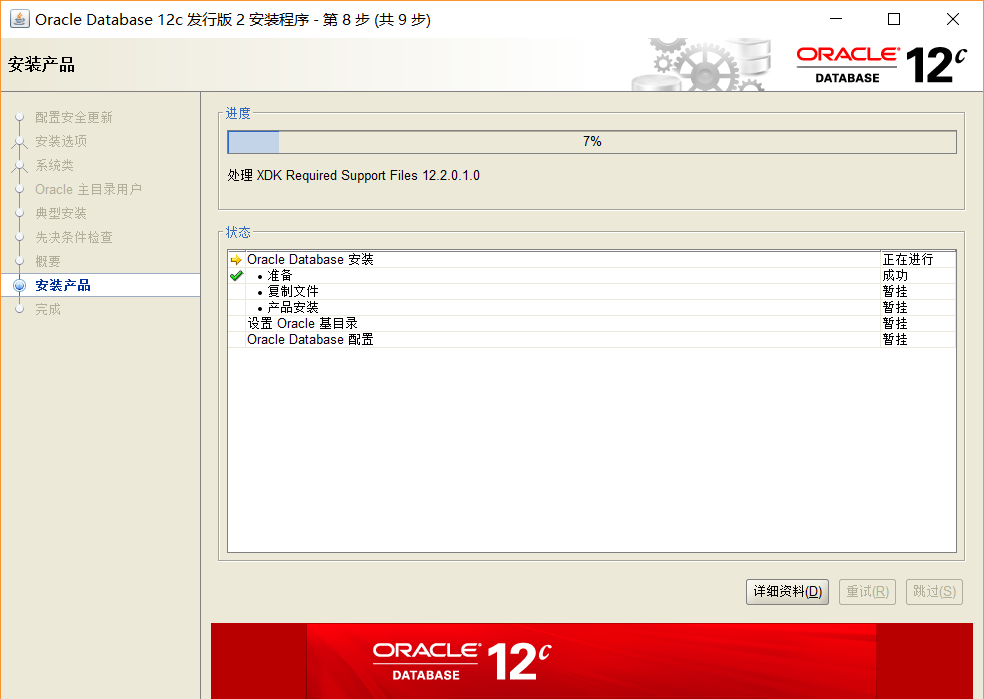 Oracle Database 12c 发行版 2 安装程序 - 第 8 步 (共 9 步)
安装产品
ORACLE DATABASE 12c
配置安全更新
安装选项
系统类
Oracle 主目录用户
典型安装
先决条件检查
概要
安装产品
完成
进度
7%
处理 XDK Required Support Files 12.2.0.1.0
状态
Oracle Database 安装 正在进行
• 准备 成功
• 复制文件 暂挂
• 产品安装 暂挂
设置 Oracle 基目录 暂挂
Oracle Database 配置 暂挂
详细资料(D) 重试(R) 跳过(S)
ORACLE DATABASE 12c